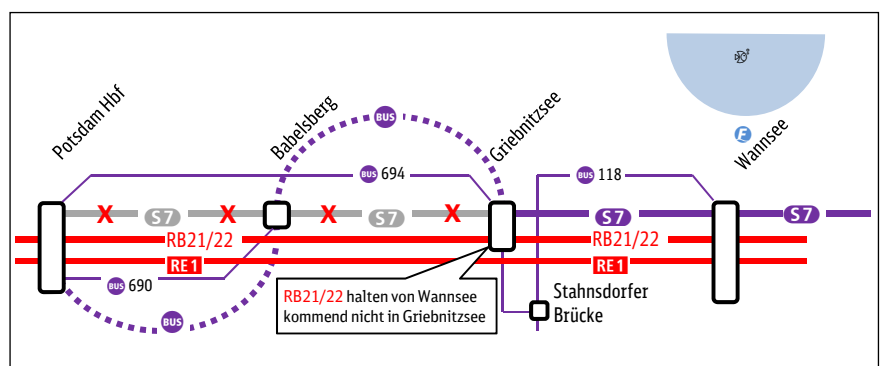 Potsdam Hbf
Babelsberg
Griebnitzsee
Wannsee
F
BUS
BUS 694
BUS 118
X S7 X X S7 X
S7
S7
RB21/22
RB21/22
RE1
RE1
BUS 690
BUS
RB21/22 halten von Wannsee
kommend nicht in Griebnitzsee
Stahnsdorfer
Brücke